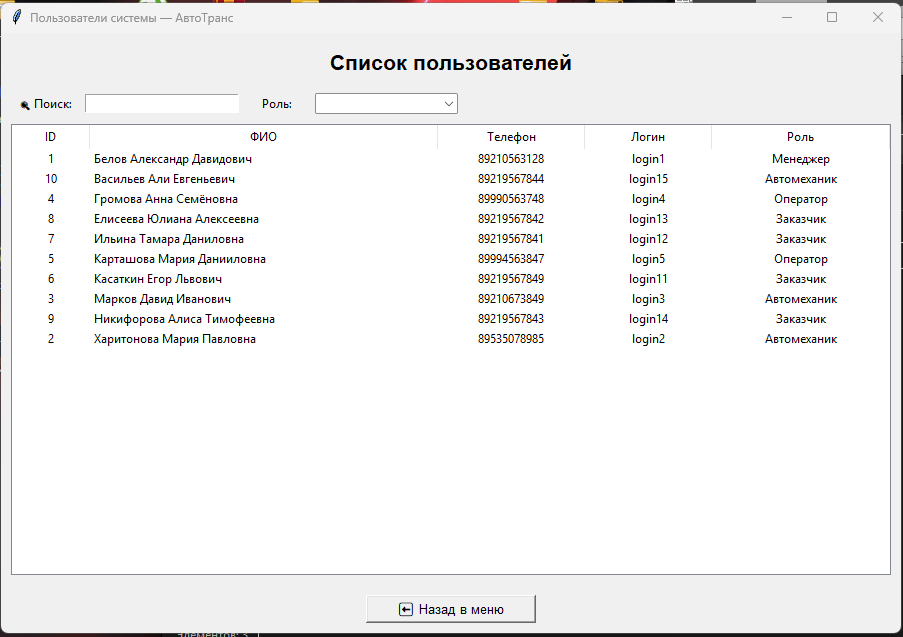 Пользователи системы — АвтоТранс
Список пользователей
Поиск: Роль:
ID ФИО Телефон Логин Роль
1 Белов Александр Давидович 89210563128 login1 Менеджер
10 Васильев Али Евгеньевич 89219567844 login15 Автомеханик
4 Громова Анна Семёновна 89990563748 login4 Оператор
8 Елисеева Юлиана Алексеевна 89219567842 login13 Заказчик
7 Ильина Тамара Даниловна 89219567841 login12 Заказчик
5 Карташова Мария Данииловна 89994563847 login5 Оператор
6 Касаткин Егор Львович 89219567849 login11 Заказчик
3 Марков Давид Иванович 89210673849 login3 Автомеханик
9 Никифорова Алиса Тимофеевна 89219567843 login14 Заказчик
2 Харитонова Мария Павловна 89535078985 login2 Автомеханик
Назад в меню